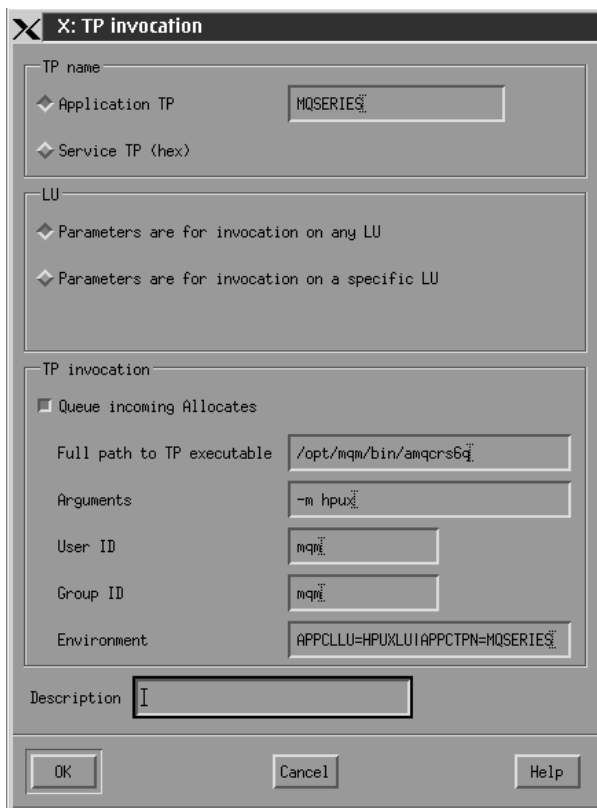 X: TP invocation
TP name
Application TP MQSERIES
Service TP (hex)
LU
Parameters are for invocation on any LU
Parameters are for invocation on a specific LU
TP invocation
Queue incoming Allocates
Full path to TP executable /opt/mqm/bin/amqcrs6a
Arguments -m hpux
User ID mqm
Group ID mqm
Environment APPCLLU=HPUXLU|APPCTPN=MQSERIES
Description
OK Cancel Help